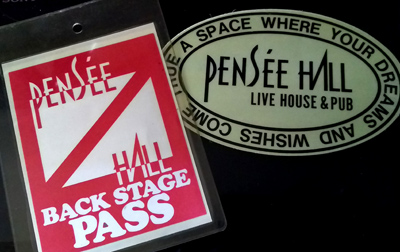 PENSÉE
HALL
BACK STAGE
PASS
A SPACE WHERE YOUR DREAMS AND WISHES COME TRUE
PENSÉE HALL
LIVE HOUSE & PUB